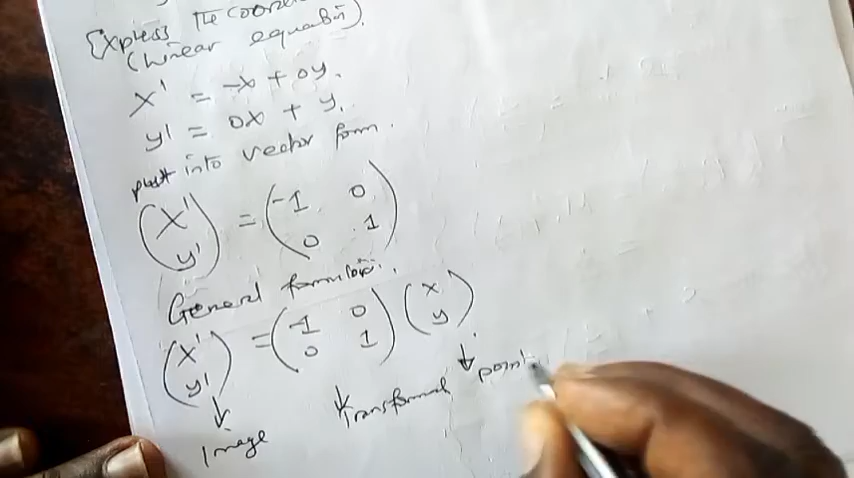 Express the
(linear equation).
x' = -x + 0y.
y' = 0x + y.
put into vector form.
(x' y') = (-1 0 0 1)
General formula.
(x' y') = (-1 0 0 1) (x y).
Image Transformed point